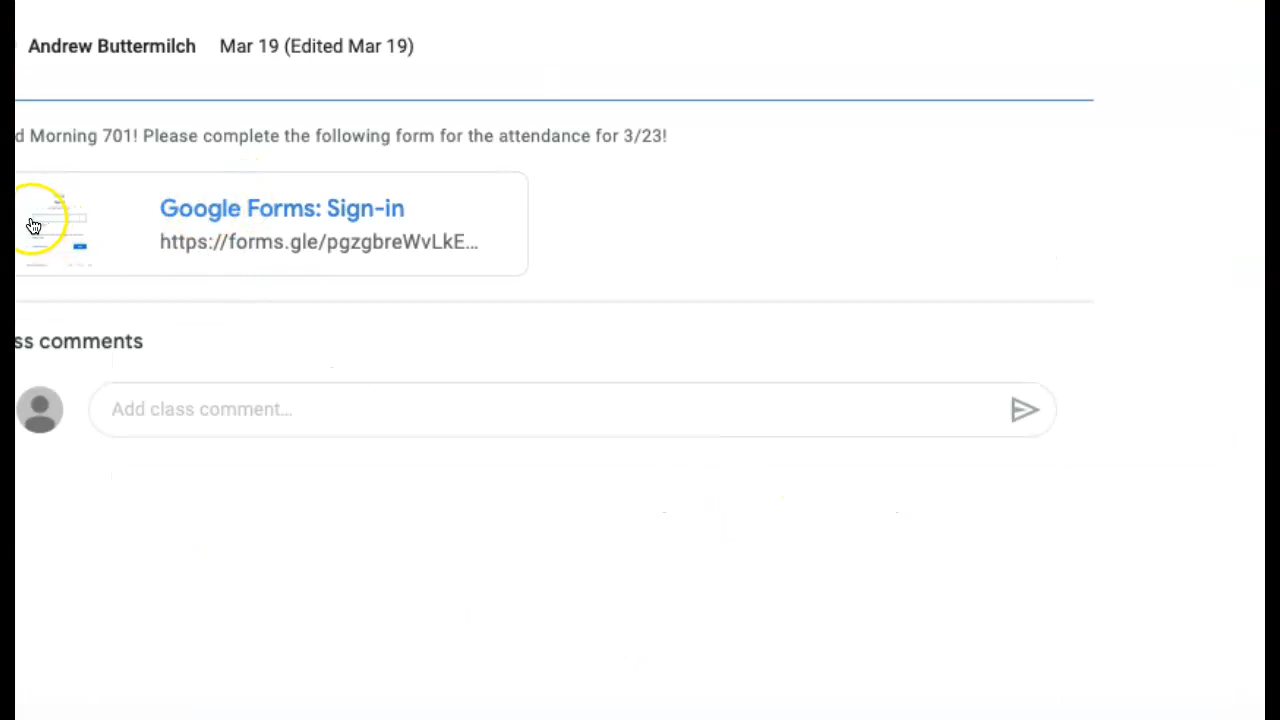 Andrew Buttermilch Mar 19 (Edited Mar 19)
d Morning 701! Please complete the following form for the attendance for 3/23!
Google Forms: Sign-in
https://forms.gle/pgzgbreWvLkE...
ss comments
Add class comment...